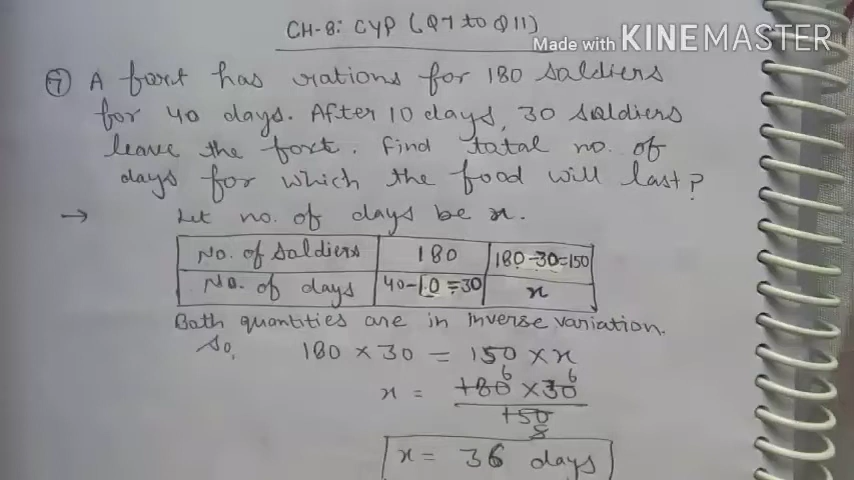 CH-8: CYP (Q7 to Q11)
Made with KINEMASTER
7 A fort has rations for 180 soldiers
for 40 days. After 10 days, 30 soldiers
leave the fort. Find total no. of
days for which the food will last?
→ Let no. of days be x.
No. of soldiers 180 180-30=150
No. of days 40-10=30 x
Both quantities are in inverse variation.
So, 180 × 30 = 150 × x
x = 180 6 × 30 6
150
5
x = 36 days